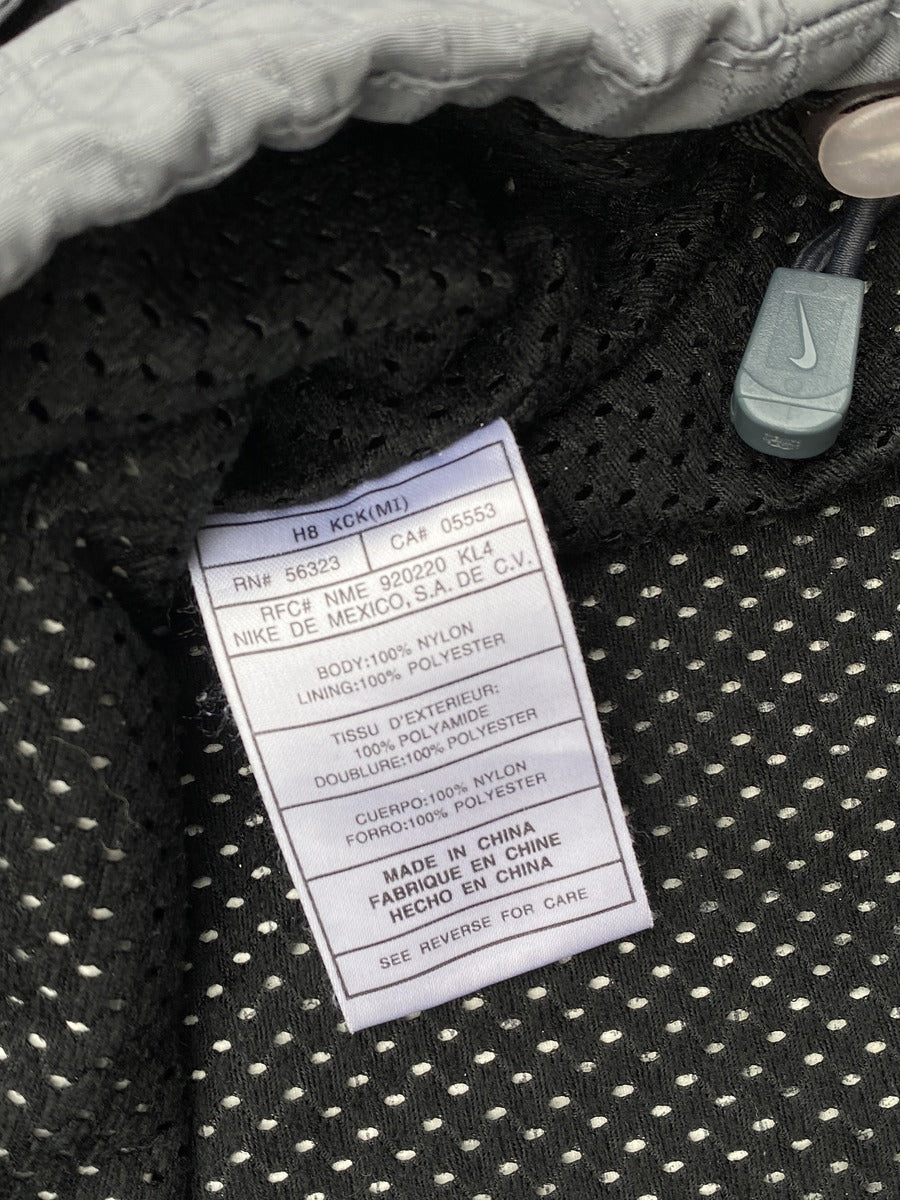 H8 KCK(MI)
RN# 56323
CA# 05553
RFC# NME 920220 KL4
NIKE DE MEXICO, S.A. DE C.V.
BODY:100% NYLON
LINING:100% POLYESTER
TISSU D'EXTERIEUR:
100% POLYAMIDE
DOUBLURE:100% POLYESTER
CUERPO:100% NYLON
FORRO:100% POLYESTER
MADE IN CHINA
FABRIQUE EN CHINE
HECHO EN CHINA
SEE REVERSE FOR CARE